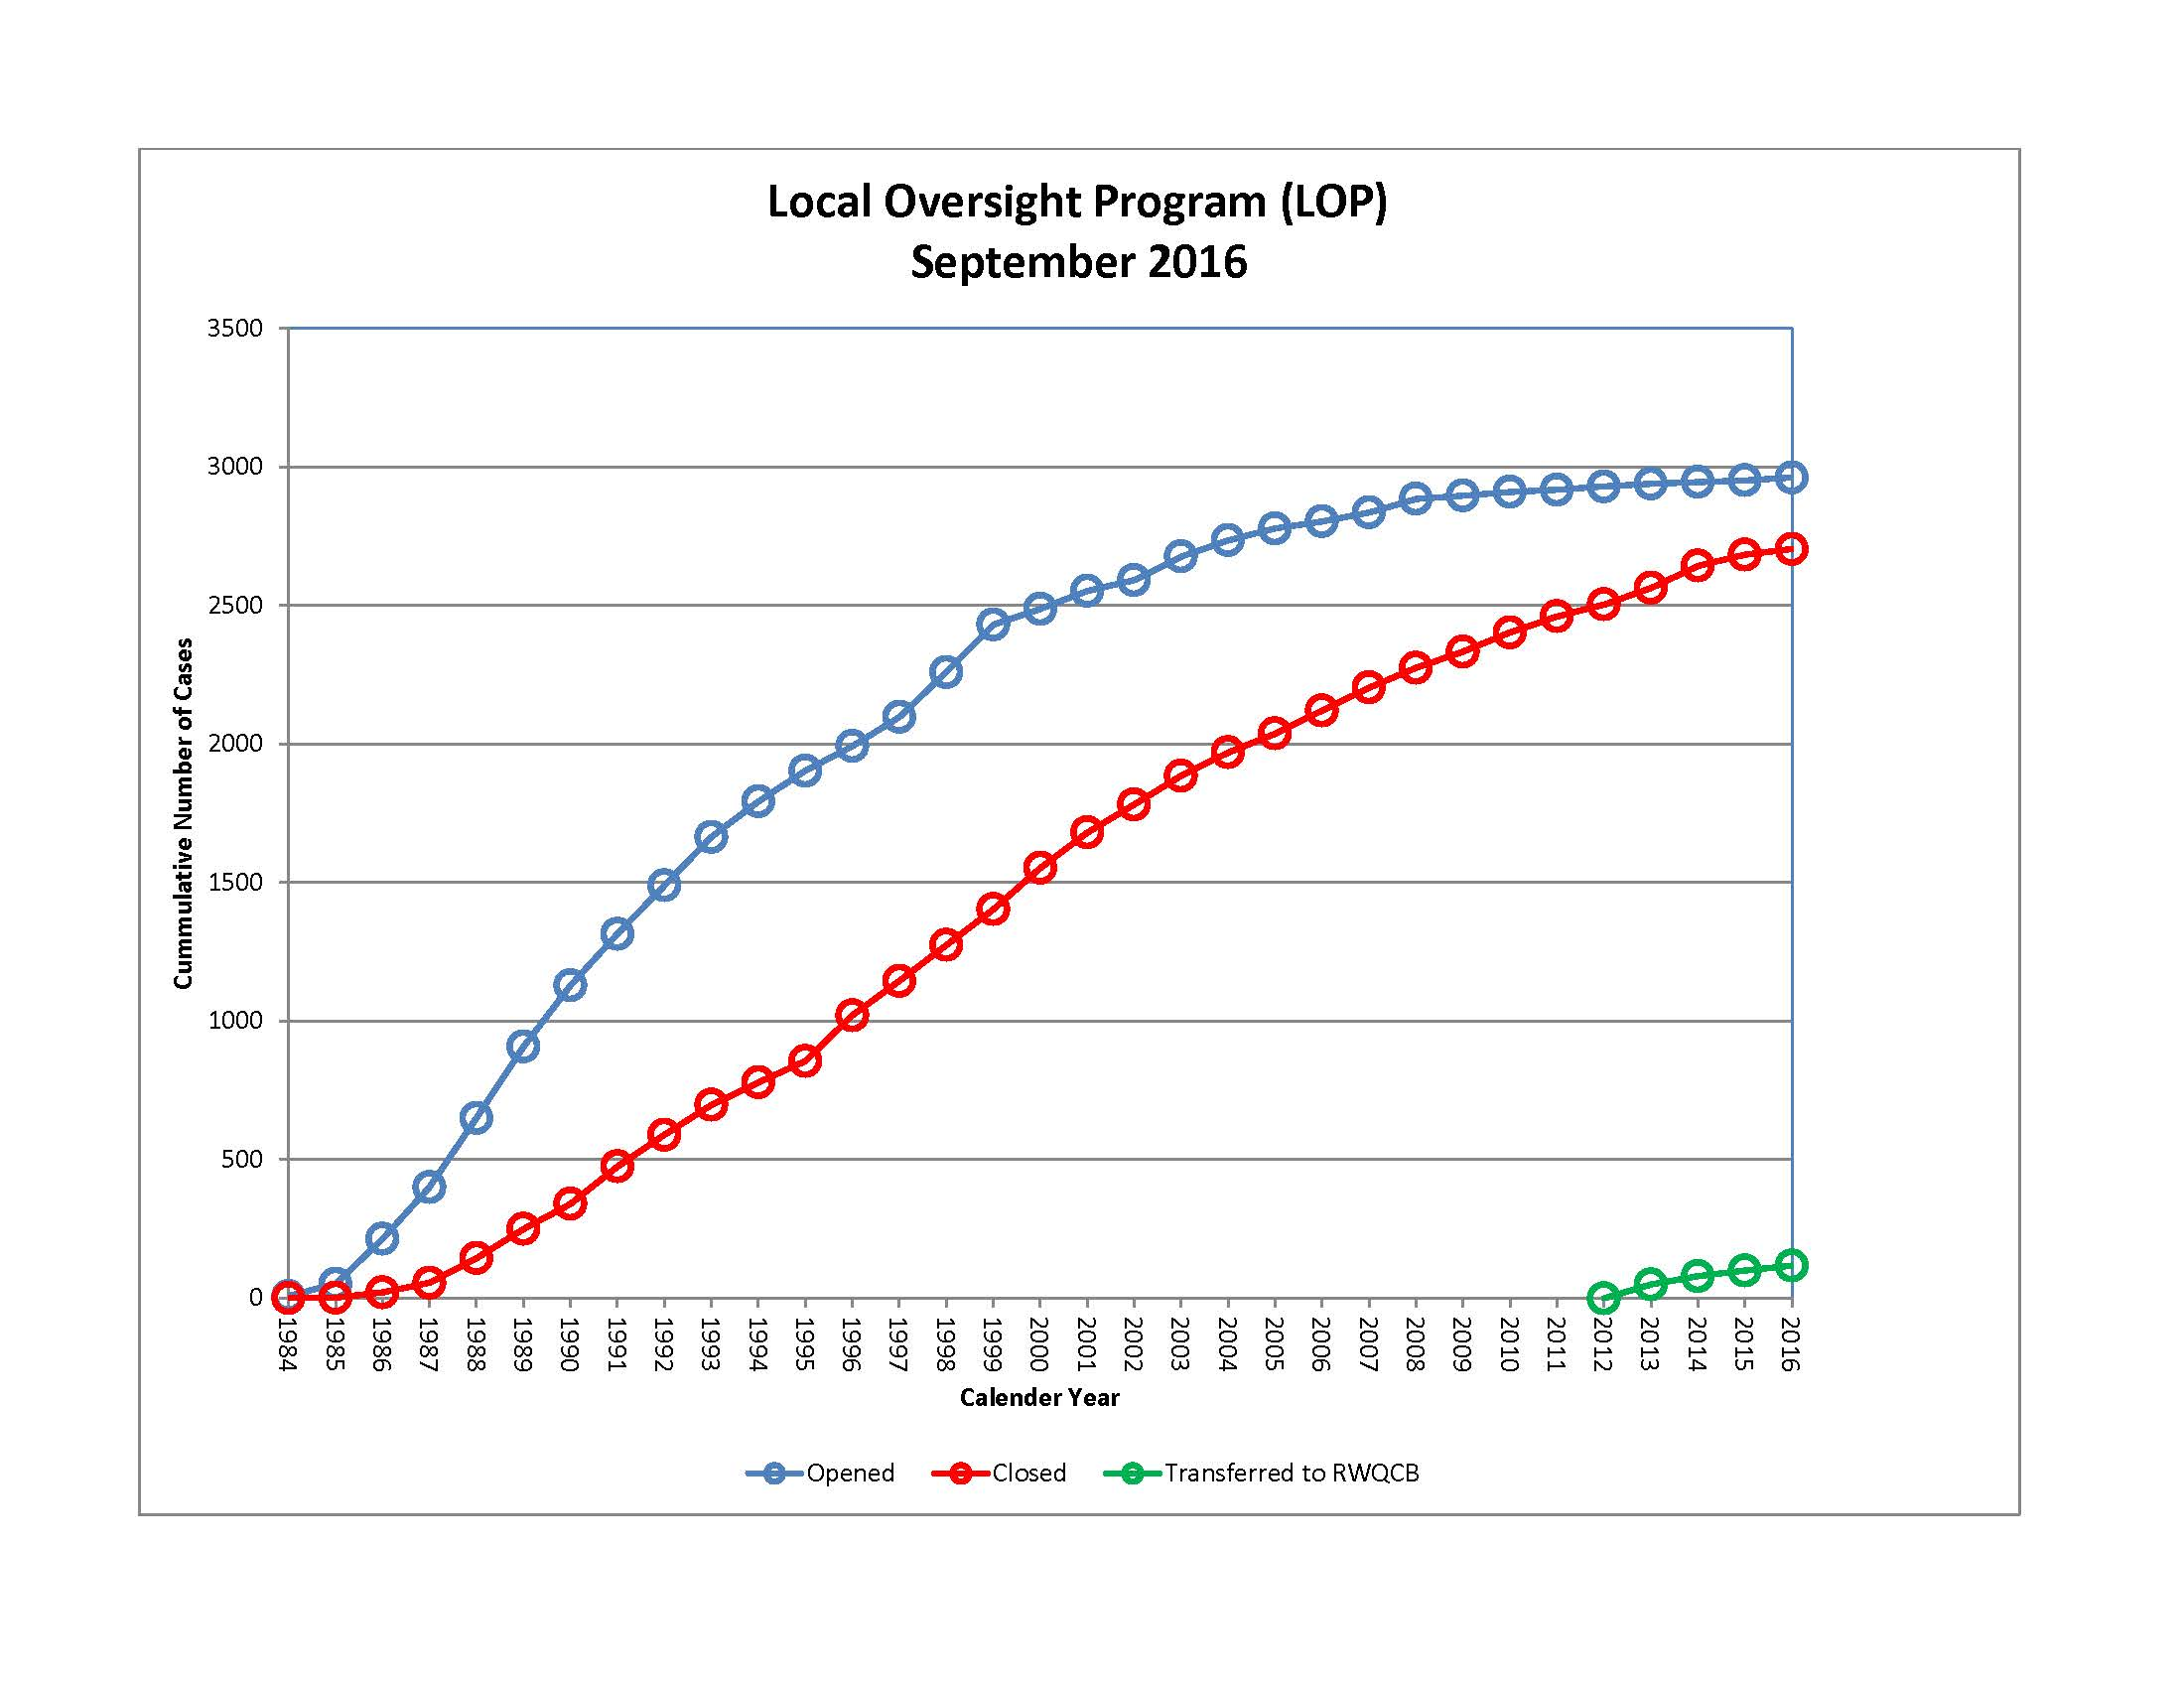 Local Oversight Program (LOP)
September 2016
3500
3000
2500
2000
1500
1000
500
0
Cummulative Number of Cases
1984 1985 1986 1987 1988 1989 1990 1991 1992 1993 1994 1995 1996 1997 1998 1999 2000 2001 2002 2003 2004 2005 2006 2007 2008 2009 2010 2011 2012 2013 2014 2015 2016
Calender Year
Opened Closed Transferred to RWQCB